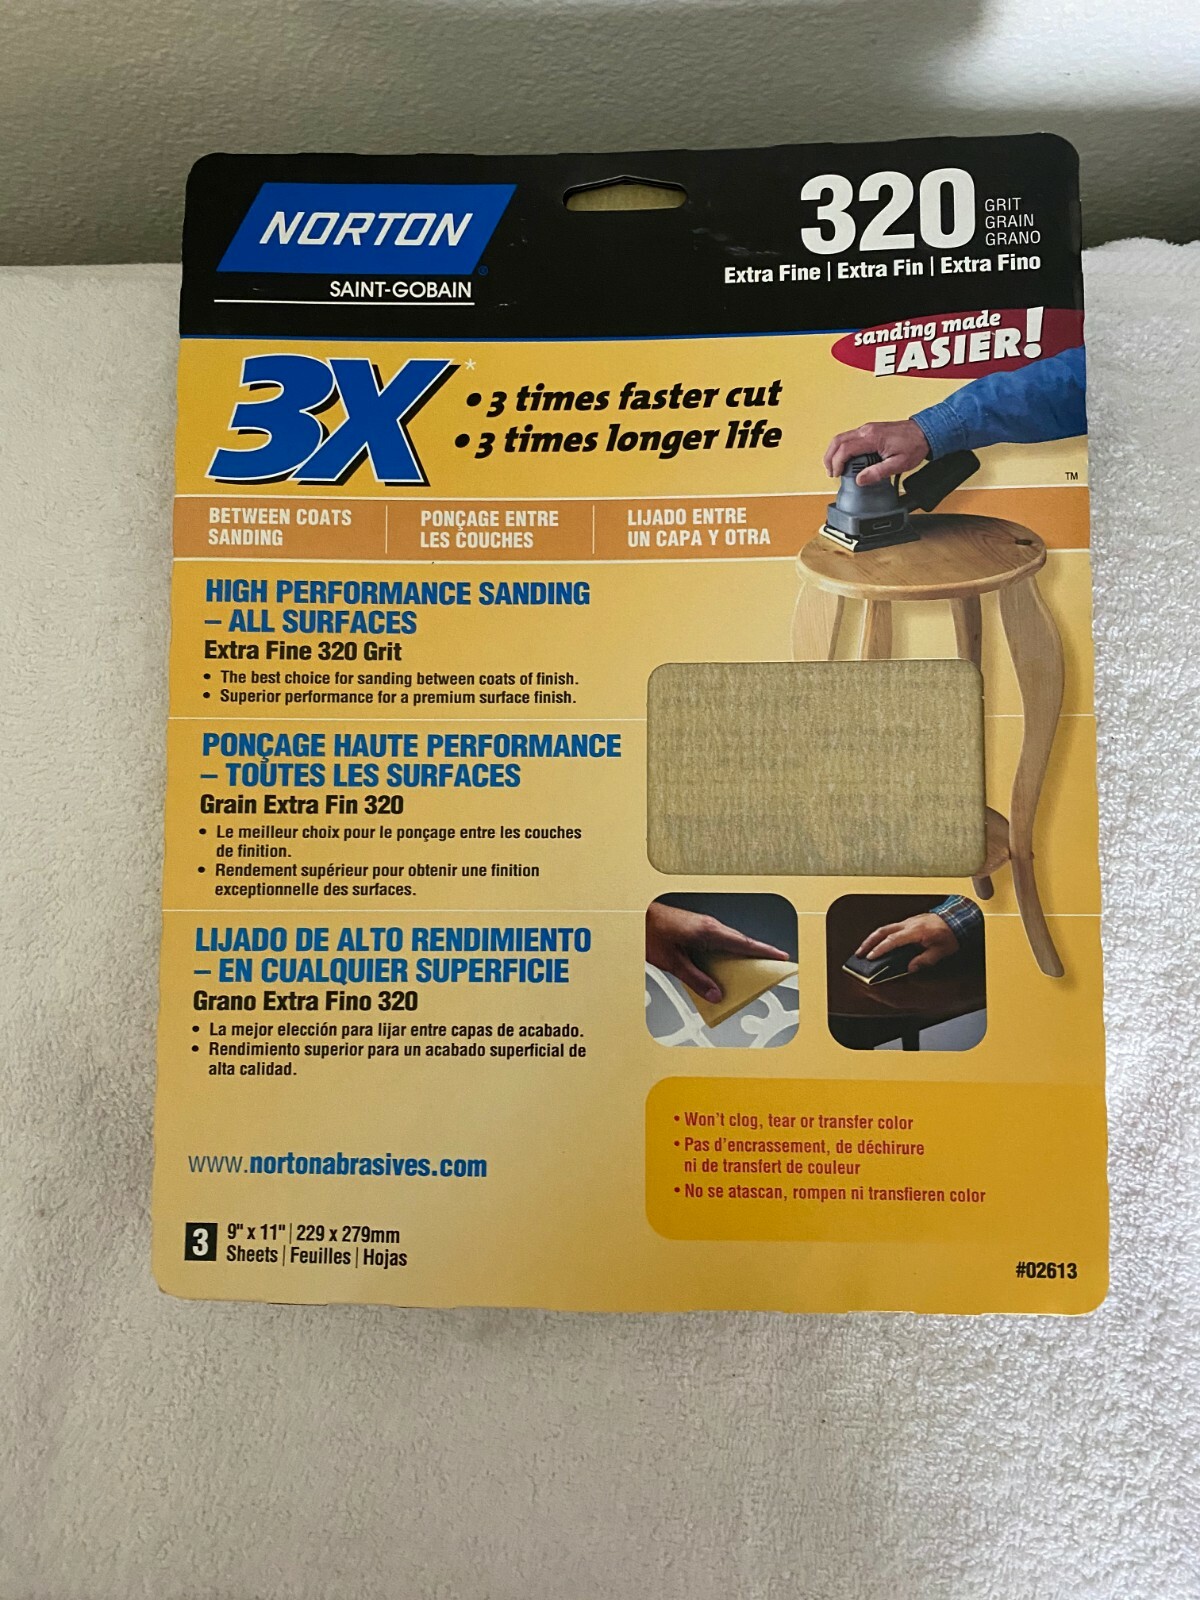 NORTON®
SAINT-GOBAIN
320 GRIT
GRAIN
GRANO
Extra Fine | Extra Fin | Extra Fino
sanding made
EASIER!
3X*
• 3 times faster cut
• 3 times longer life
TM
BETWEEN COATS
SANDING
PONÇAGE ENTRE
LES COUCHES
LIJADO ENTRE
UN CAPA Y OTRA
HIGH PERFORMANCE SANDING
– ALL SURFACES
Extra Fine 320 Grit
• The best choice for sanding between coats of finish.
• Superior performance for a premium surface finish.
PONÇAGE HAUTE PERFORMANCE
– TOUTES LES SURFACES
Grain Extra Fin 320
• Le meilleur choix pour le ponçage entre les couches
de finition.
• Rendement supérieur pour obtenir une finition
exceptionnelle des surfaces.
LIJADO DE ALTO RENDIMIENTO
– EN CUALQUIER SUPERFICIE
Grano Extra Fino 320
• La mejor elección para lijar entre capas de acabado.
• Rendimiento superior para un acabado superficial de
alta calidad.
• Won't clog, tear or transfer color
• Pas d'encrassement, de déchirure
ni de transfert de couleur
• No se atascan, rompen ni transfieren color
www.nortonabrasives.com
3 9" x 11" | 229 x 279mm
Sheets | Feuilles | Hojas
#02613